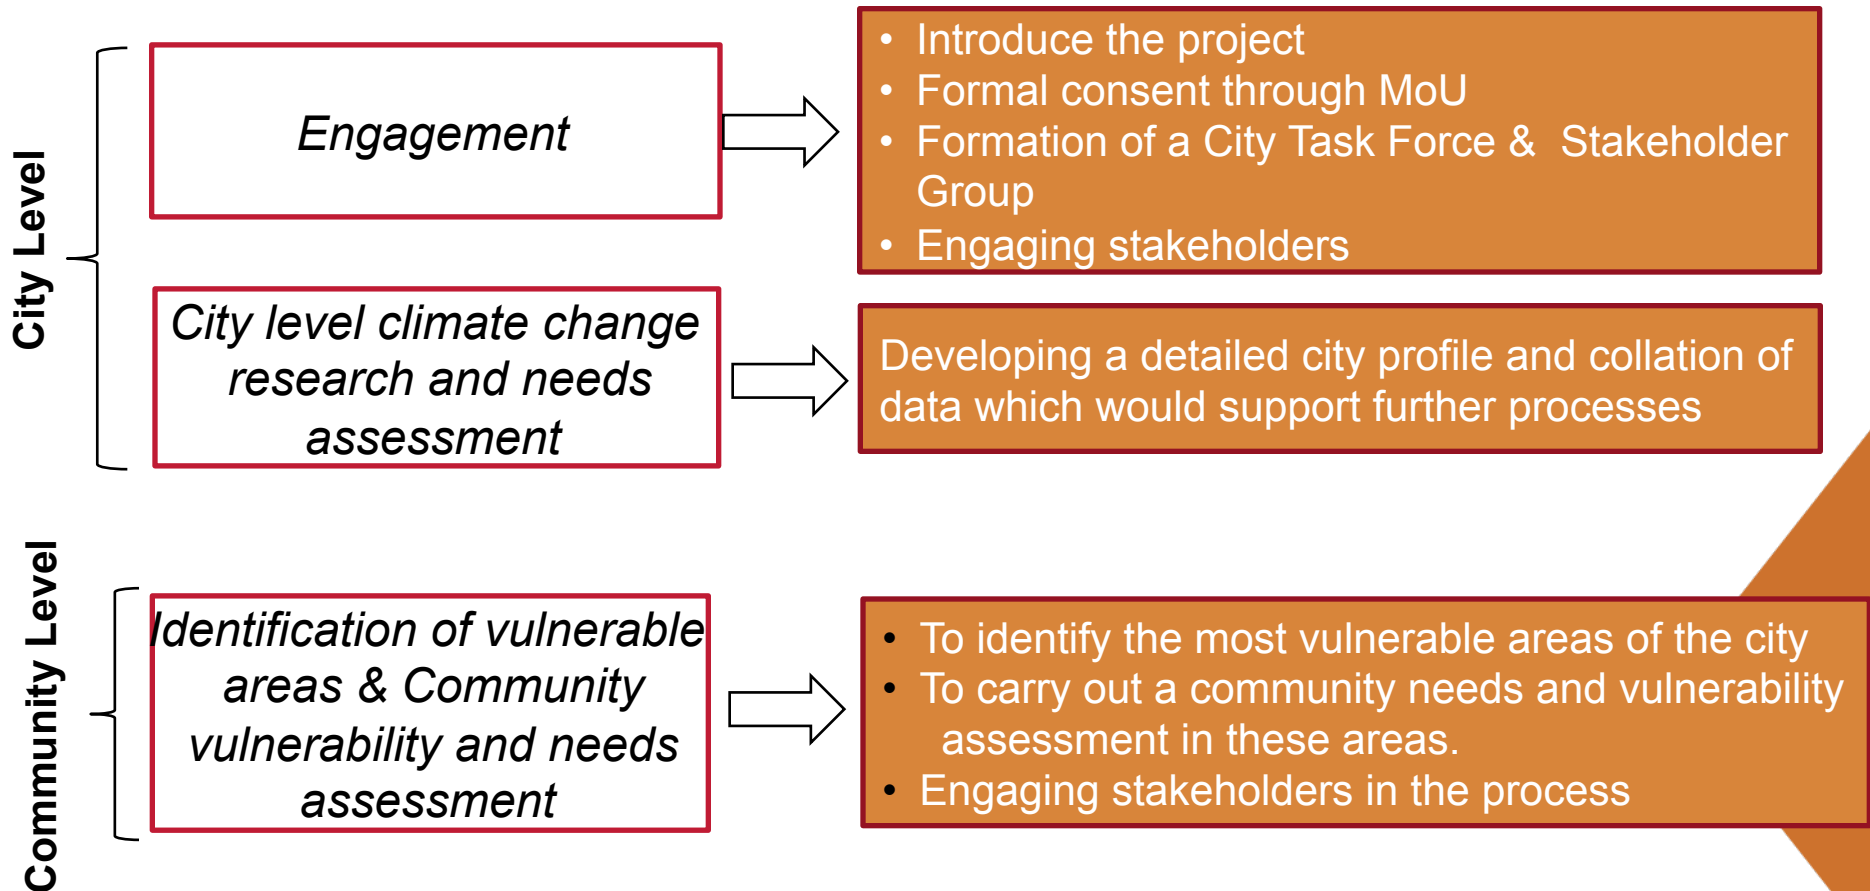 City Level
Engagement
• Introduce the project
• Formal consent through MoU
• Formation of a City Task Force & Stakeholder
Group
• Engaging stakeholders
City level climate change
research and needs
assessment
Developing a detailed city profile and collation of
data which would support further processes
Community Level
Identification of vulnerable
areas & Community
vulnerability and needs
assessment
• To identify the most vulnerable areas of the city
• To carry out a community needs and vulnerability
assessment in these areas.
• Engaging stakeholders in the process